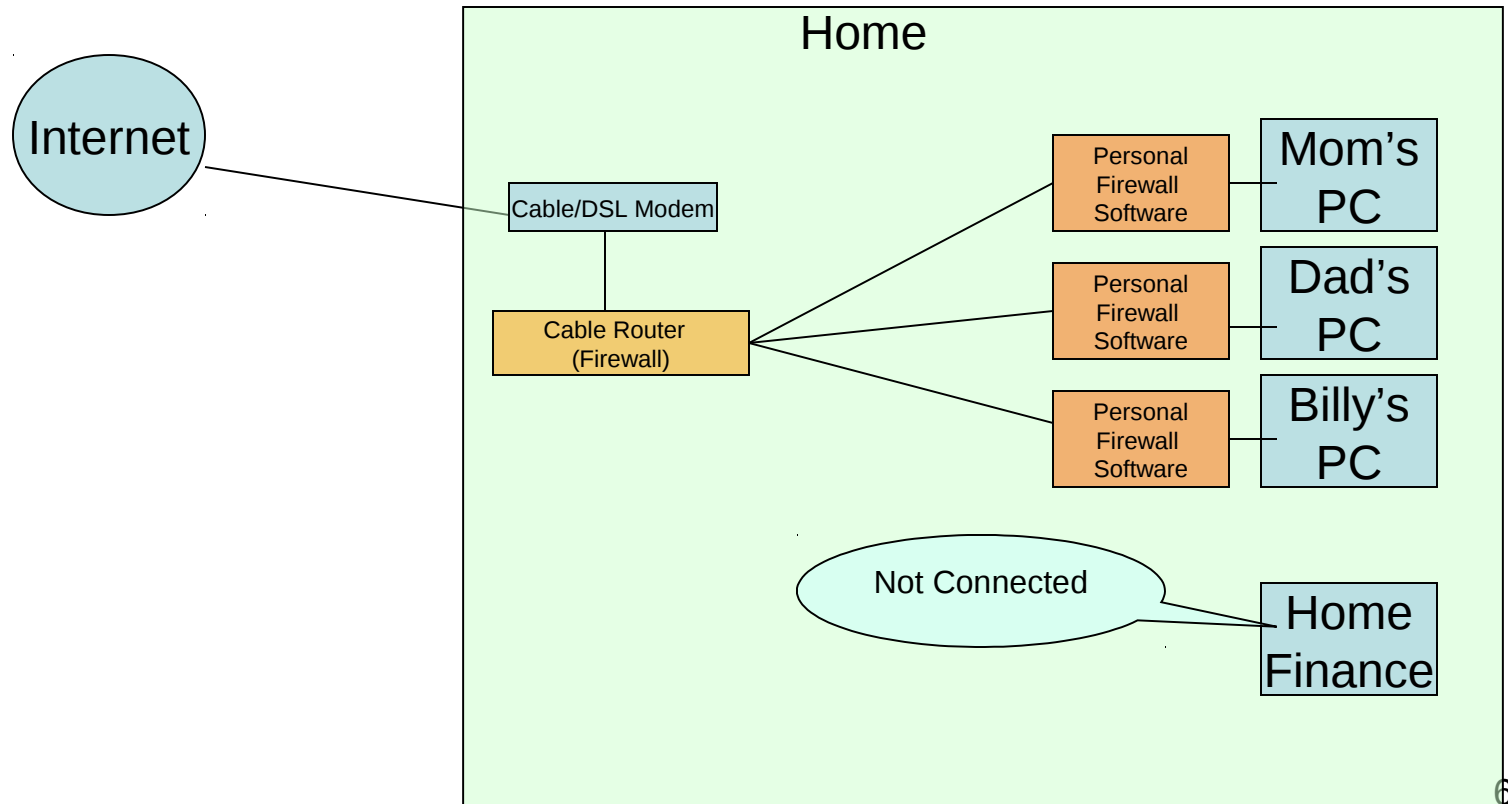 Home
Internet
Cable/DSL Modem
Cable Router
(Firewall)
Personal
Firewall
Software
Mom’s
PC
Personal
Firewall
Software
Dad’s
PC
Personal
Firewall
Software
Billy’s
PC
Not Connected
Home
Finance